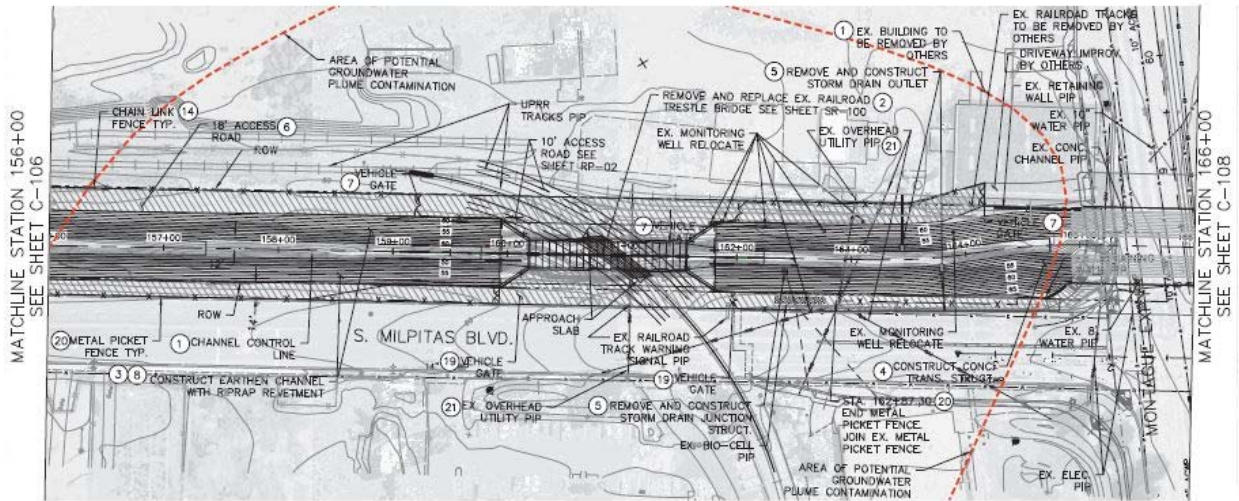 MATCHLINE STATION 156+00
SEE SHEET C-106
AREA OF POTENTIAL
GROUNDWATER
PLUME CONTAMINATION
CHAIN LINK 14
FENCE TYP.
18' ACCESS 6
ROAD
ROW
7 VEHICLE
GATE
UPRR
TRACKS PIP
10' ACCESS
ROAD SEE
SHEET RP-02
1 EX. BUILDING TO
BE REMOVED BY
OTHERS
5 REMOVE AND CONSTRUCT
STORM DRAIN OUTLET
REMOVE AND REPLACE EX. RAILROAD 2
TRESTLE BRIDGE SEE SHEET SR-100
EX. MONITORING
WELL RELOCATE
EX. OVERHEAD
UTILITY PIP 21
EX. RAILROAD TRACKS
TO BE REMOVED BY
OTHERS
DRIVEWAY IMPROV.
BY OTHERS
EX. RETAINING
WALL PIP
EX. 10"
WATER PIP
EX. CONC.
CHANNEL PIP
10" ACP
60
7 VEHICLE
VEHICLE 7
GATE
157+00
158+00
159+00
160+00
162+00
163+00
164+00
ROW
14'
20 METAL PICKET
FENCE TYP.
1 CHANNEL CONTROL
LINE
S. MILPITAS BLVD.
APPROACH
SLAB
EX. RAILROAD
TRACK WARNING
SIGNAL PIP
EX. MONITORING
WELL RELOCATE
EX. 8"
WATER PIP
3 8 CONSTRUCT EARTHEN CHANNEL
WITH RIPRAP REVETMENT
19 VEHICLE
GATE
19 VEHICLE
GATE
4 CONSTRUCT CONC.
TRANS. STRUCT.
21 EX. OVERHEAD
UTILITY PIP
5 REMOVE AND CONSTRUCT
STORM DRAIN JUNCTION
STRUCT.
EX. BIO-CELL
PIP
STA. 162+87.30 20
END METAL
PICKET FENCE.
JOIN EX. METAL
PICKET FENCE
AREA OF POTENTIAL
GROUNDWATER
PLUME CONTAMINATION
EX. ELEC.
PIP
MONTAGUE EXPY
MATCHLINE STATION 166+00
SEE SHEET C-108